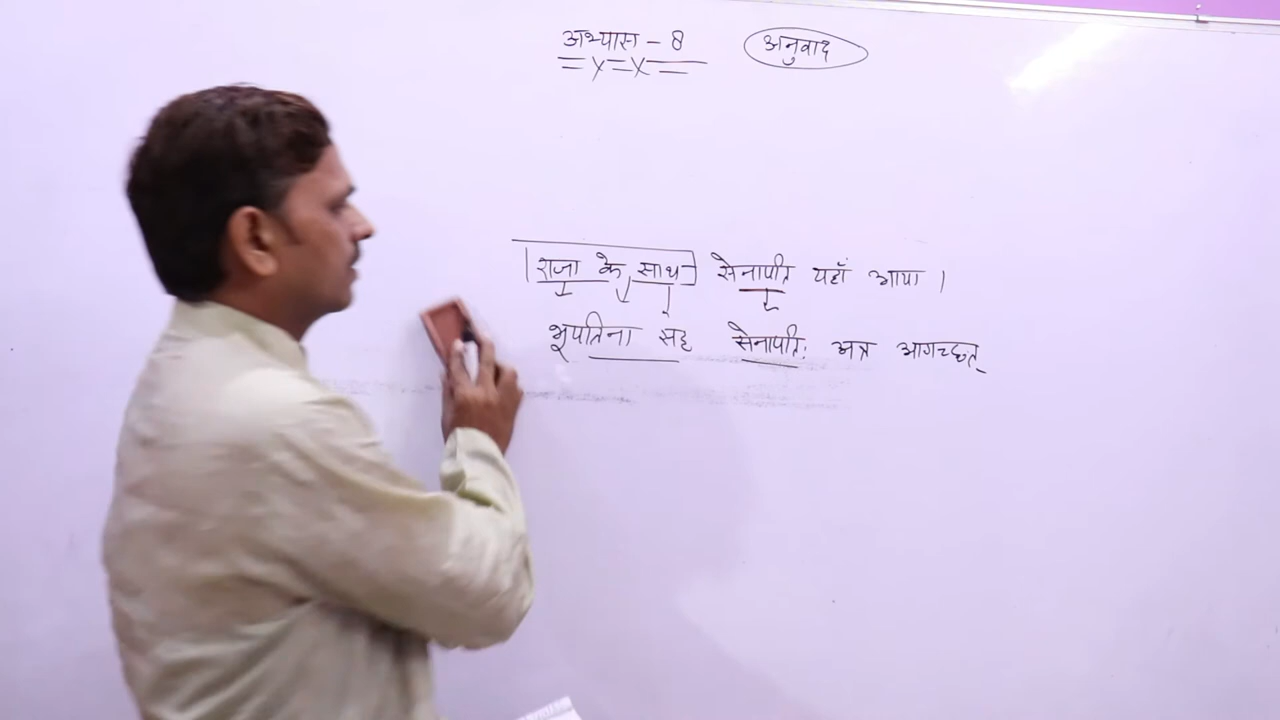 अभ्यास - 8 अनुवाद
राजा के साथ सेनापति यहाँ आया ।
भूपतिना सह सेनापतिः अत्र आगच्छत्